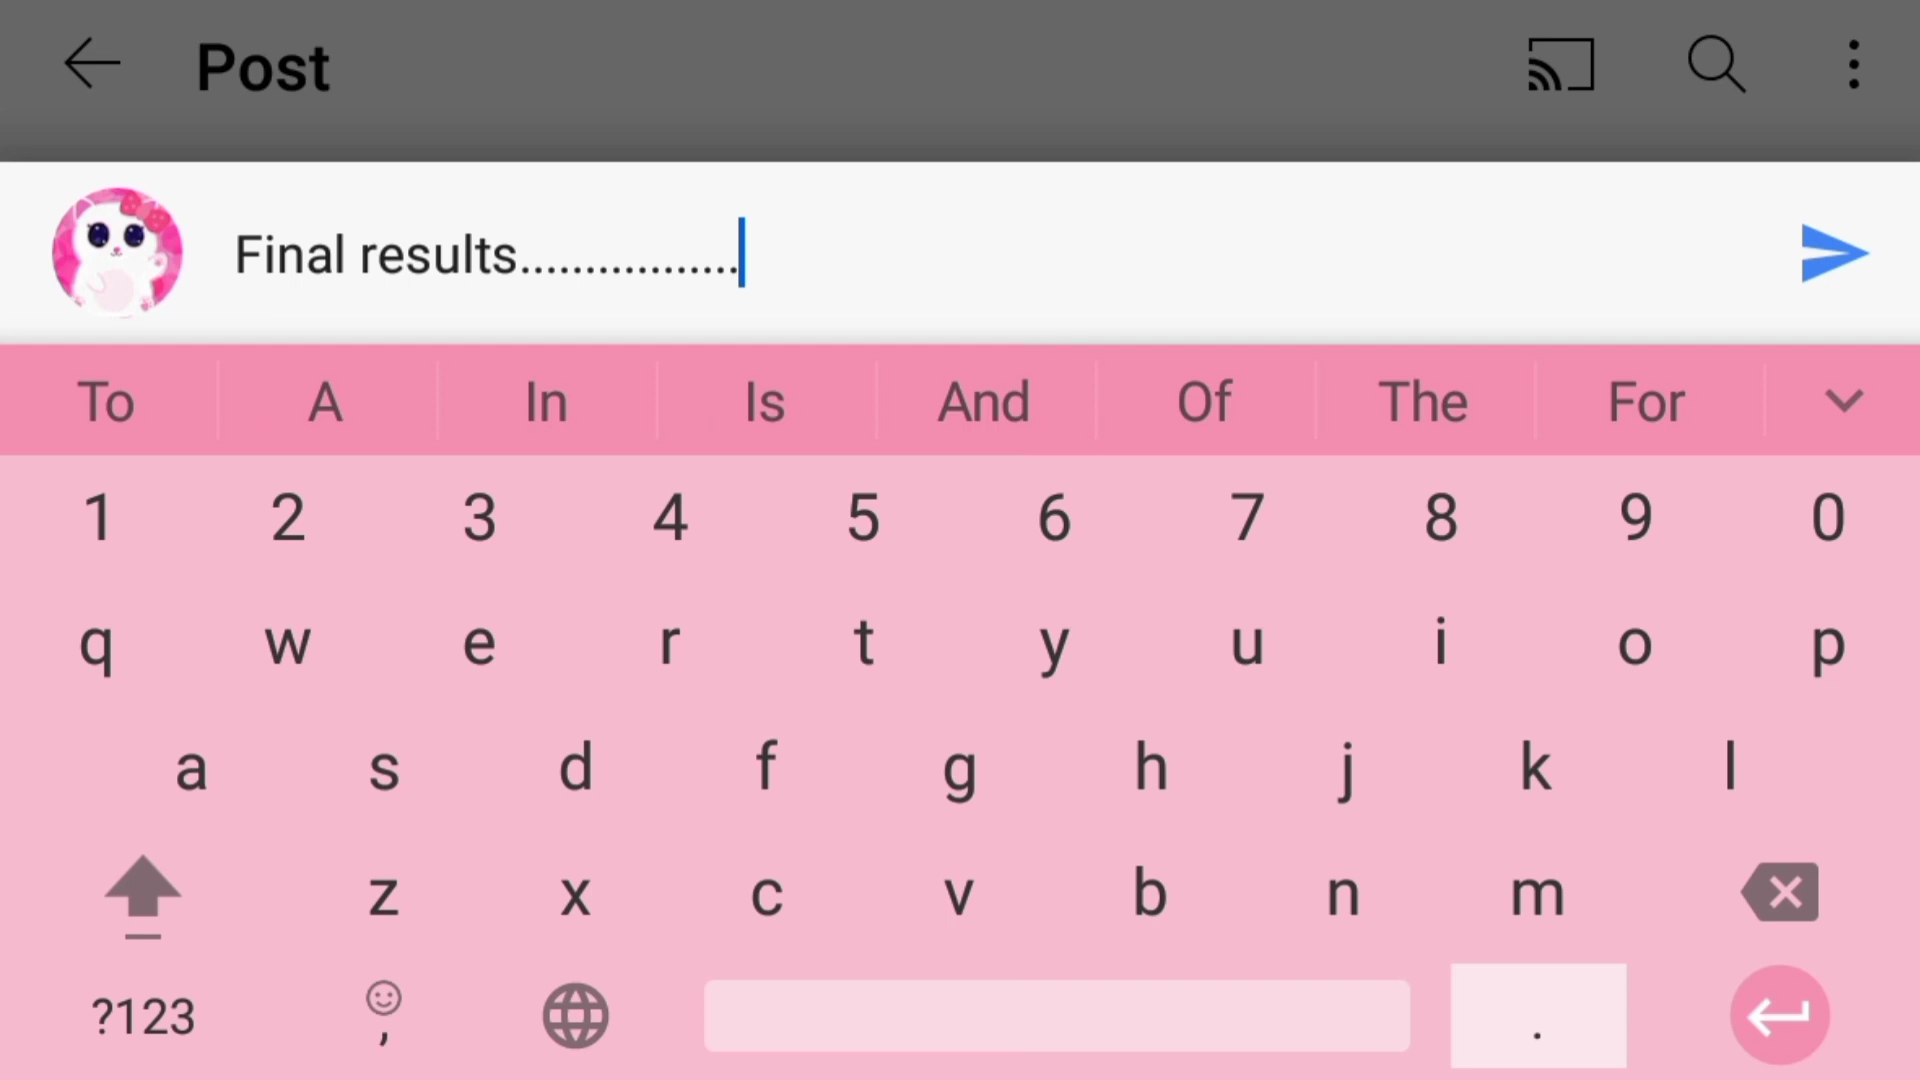 Post
Final results.................
To A In Is And Of The For
1 2 3 4 5 6 7 8 9 0
q w e r t y u i o p
a s d f g h j k l
z x c v b n m
?123 , .